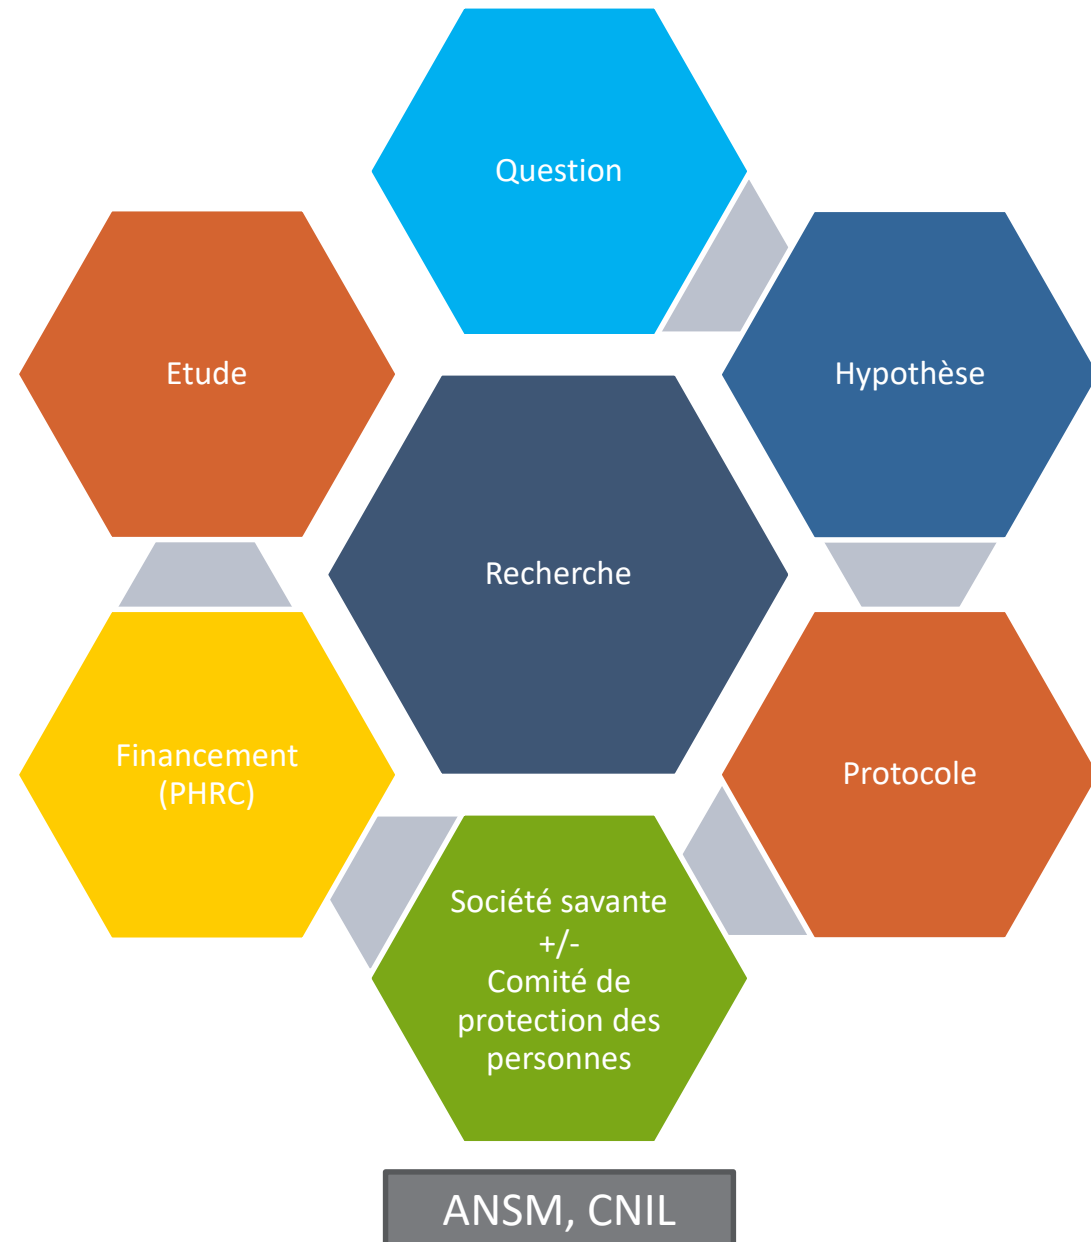 Question
Etude
Hypothèse
Recherche
Financement
(PHRC)
Protocole
Société savante
+/-
Comité de
protection des
personnes
ANSM, CNIL